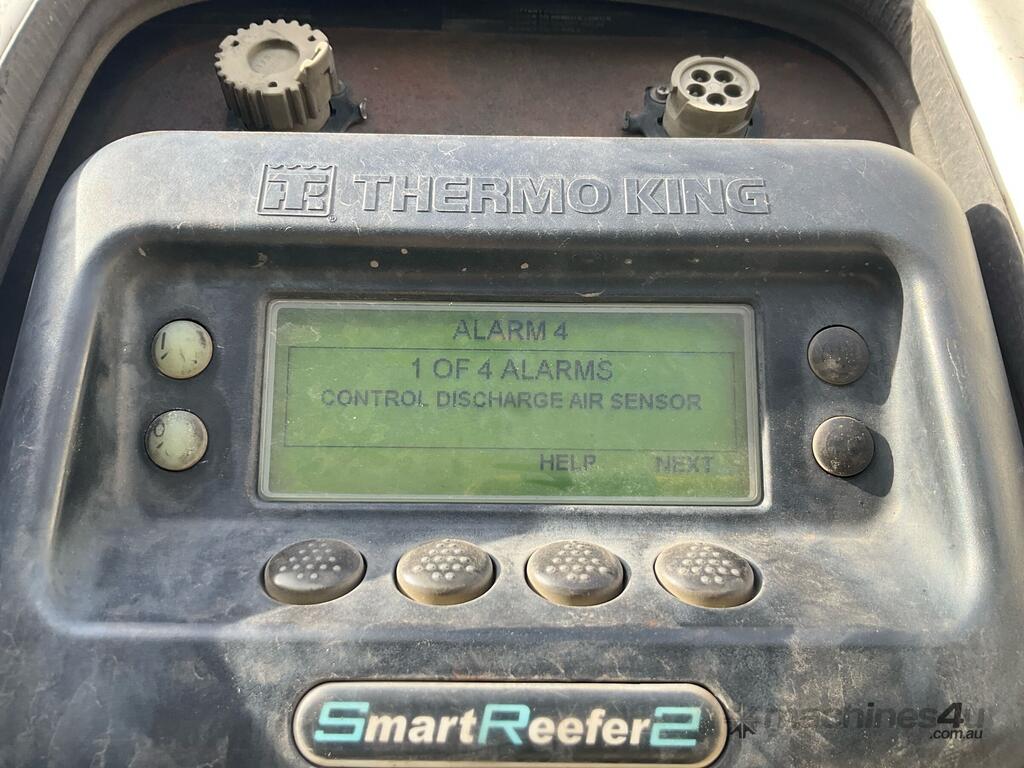 THERMO KING
ALARM 4
1 OF 4 ALARMS
CONTROL DISCHARGE AIR SENSOR
HELP NEXT
SmartReefer2
machines4u
.com.au